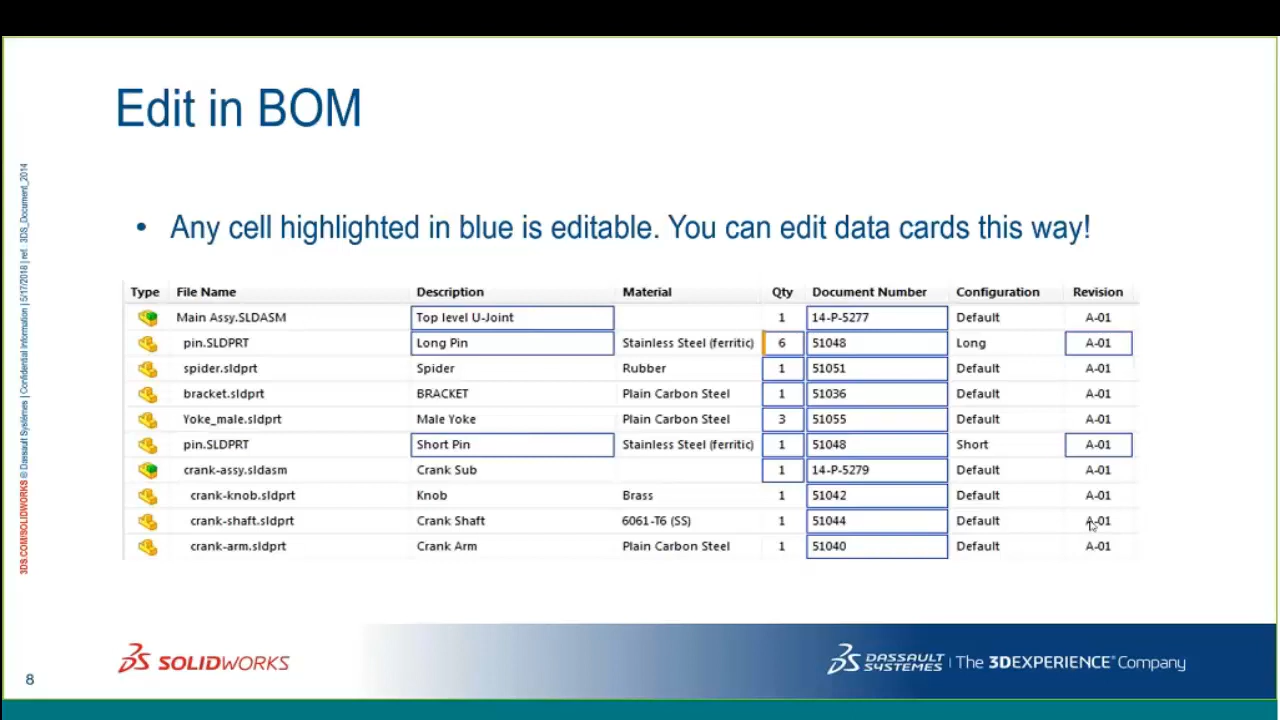 Edit in BOM
• Any cell highlighted in blue is editable. You can edit data cards this way!
Type File Name Description Material Qty Document Number Configuration Revision
Main Assy.SLDASM Top level U-Joint 1 14-P-5277 Default A-01
pin.SLDPRT Long Pin Stainless Steel (ferritic) 6 51048 Long A-01
spider.sldprt Spider Rubber 1 51051 Default A-01
bracket.sldprt BRACKET Plain Carbon Steel 1 51036 Default A-01
Yoke_male.sldprt Male Yoke Plain Carbon Steel 3 51055 Default A-01
pin.SLDPRT Short Pin Stainless Steel (ferritic) 1 51048 Short A-01
crank-assy.sldasm Crank Sub 1 14-P-5279 Default A-01
crank-knob.sldprt Knob Brass 1 51042 Default A-01
crank-shaft.sldprt Crank Shaft 6061-T6 (SS) 1 51044 Default A-01
crank-arm.sldprt Crank Arm Plain Carbon Steel 1 51040 Default A-01
3DS.COM/SOLIDWORKS © Dassault Systèmes | Confidential Information | 5/17/2018 | ref.: 3DS_Document_2014
SOLIDWORKS
DASSAULT SYSTEMES | The 3DEXPERIENCE® Company
8